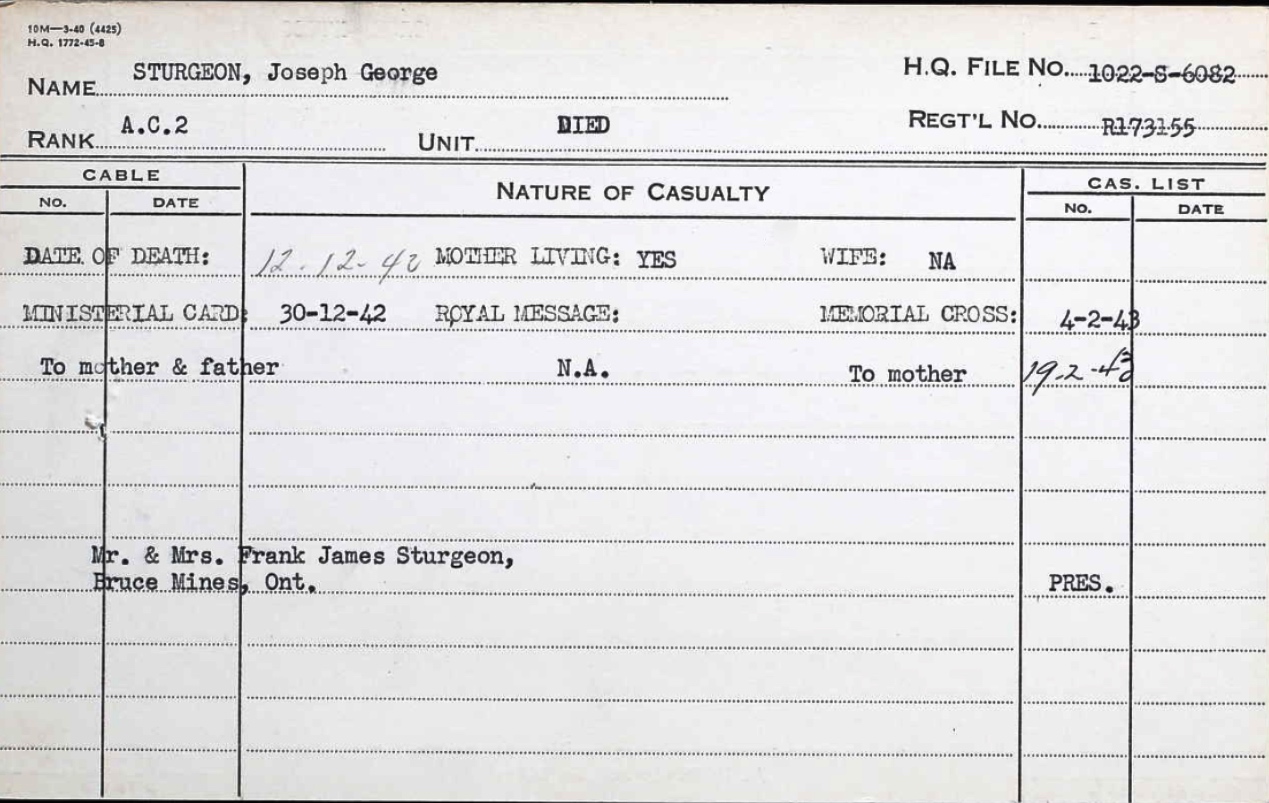 10M—3-40 (4425)
H.Q. 1772-45-8
NAME STURGEON, Joseph George H.Q. FILE NO. 1022-S-6082
RANK A.C.2 UNIT DIED REGT'L NO. R173155
CABLE NATURE OF CASUALTY CAS. LIST
NO. DATE NO. DATE
DATE OF DEATH: 12-12-42 MOTHER LIVING: YES WIFE: NA
MINISTERIAL CARD: 30-12-42 ROYAL MESSAGE: MEMORIAL CROSS: 4-2-43
To mother & father N.A. To mother 19-2-43
Mr. & Mrs. Frank James Sturgeon,
Bruce Mines, Ont. PRES.